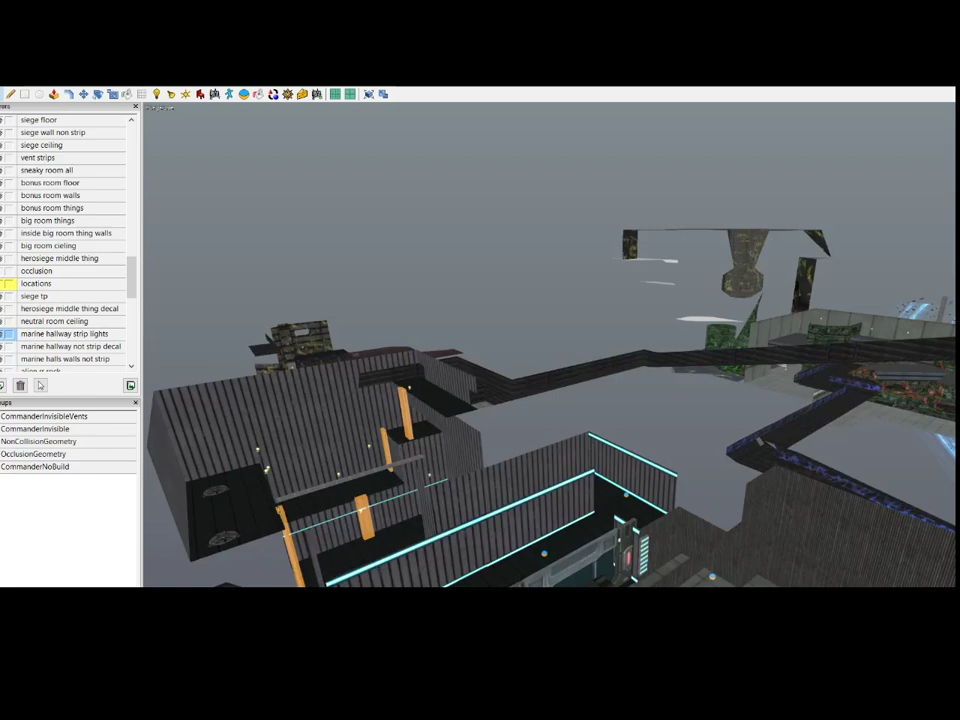 siege floor
siege wall non strip
siege ceiling
vent strips
sneaky room all
bonus room floor
bonus room walls
bonus room things
big room things
inside big room thing walls
big room cieling
herosiege middle thing
occlusion
locations
siege tp
herosiege middle thing decal
neutral room ceiling
marine hallway strip lights
marine hallway not strip decal
marine halls walls not strip
CommanderInvisibleVents
CommanderInvisible
NonCollisionGeometry
OcclusionGeometry
CommanderNoBuild